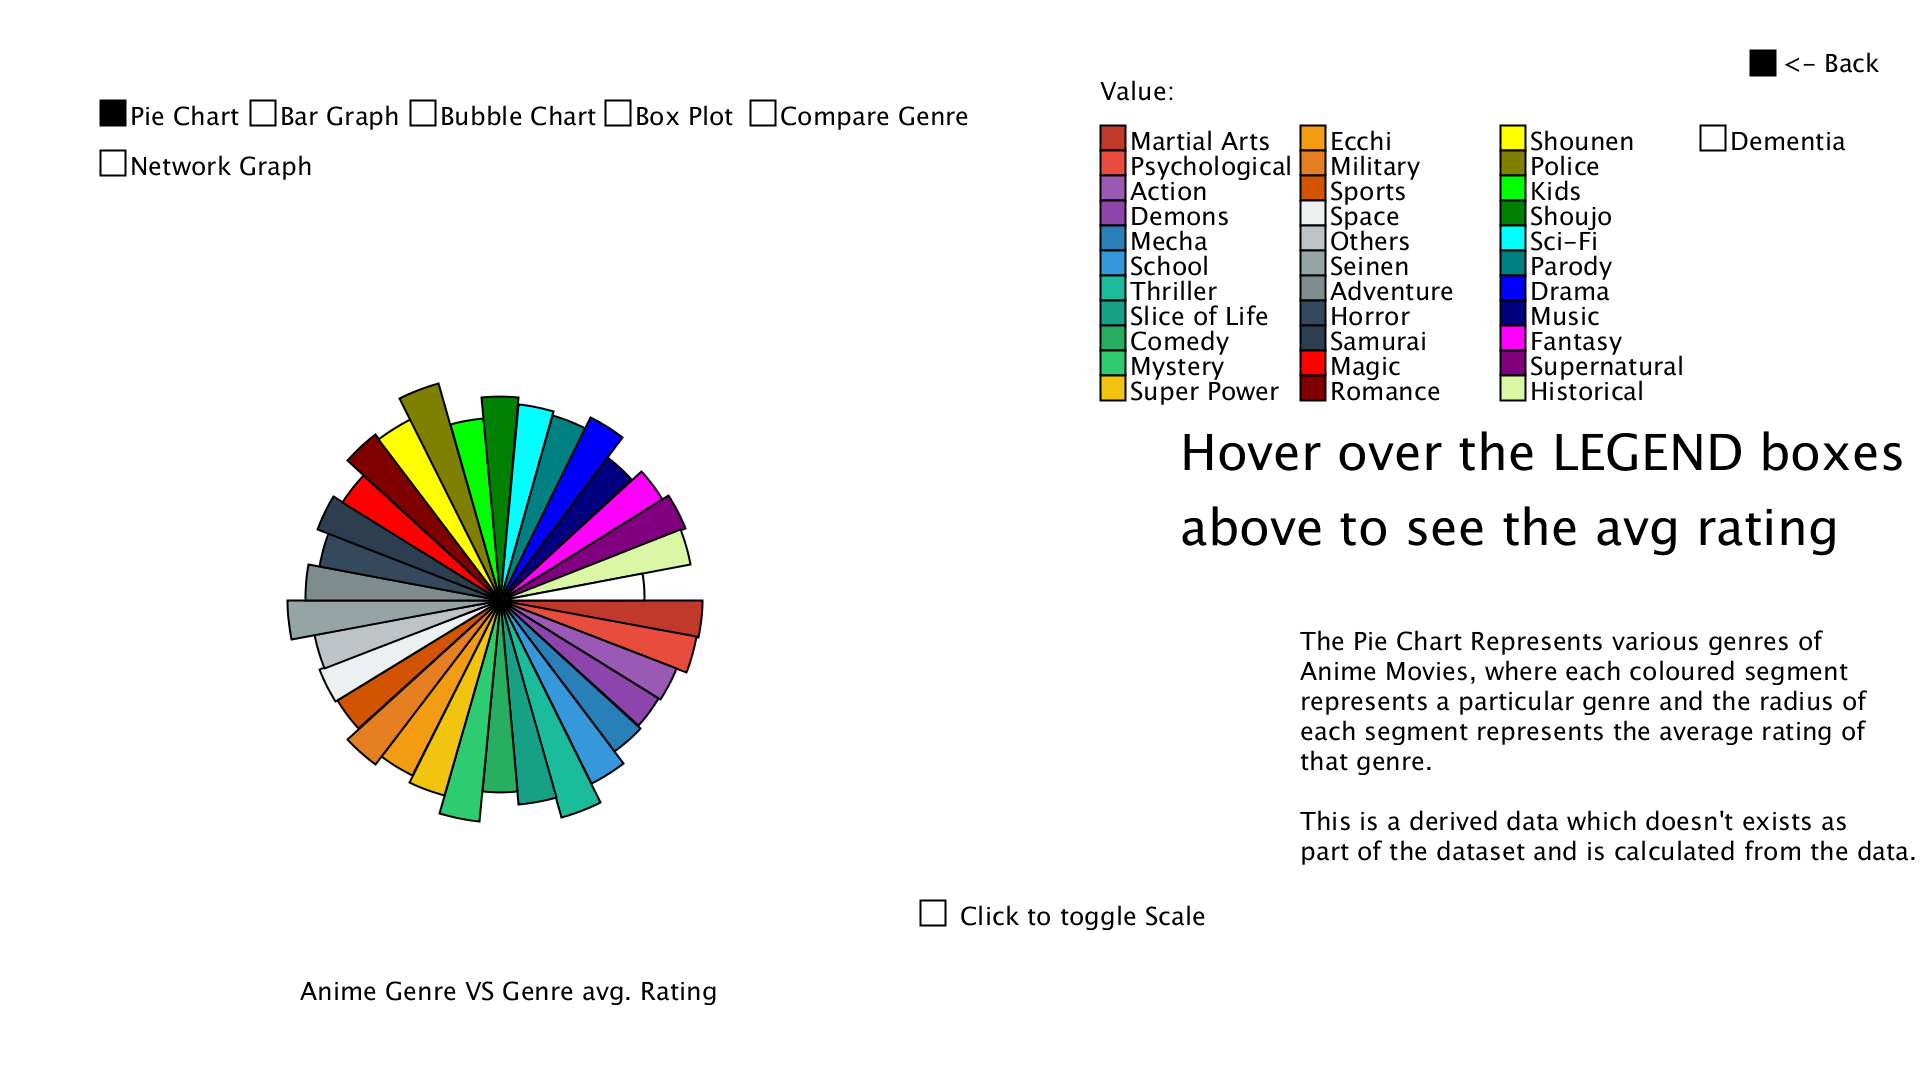 <- Back
Value:
Pie Chart Bar Graph Bubble Chart Box Plot Compare Genre
Network Graph
Martial Arts Ecchi Shounen Dementia
Psychological Military Police
Action Sports Kids
Demons Space Shoujo
Mecha Others Sci-Fi
School Seinen Parody
Thriller Adventure Drama
Slice of Life Horror Music
Comedy Samurai Fantasy
Mystery Magic Supernatural
Super Power Romance Historical
Hover over the LEGEND boxes
above to see the avg rating
The Pie Chart Represents various genres of
Anime Movies, where each coloured segment
represents a particular genre and the radius of
each segment represents the average rating of
that genre.
This is a derived data which doesn't exists as
part of the dataset and is calculated from the data.
Click to toggle Scale
Anime Genre VS Genre avg. Rating